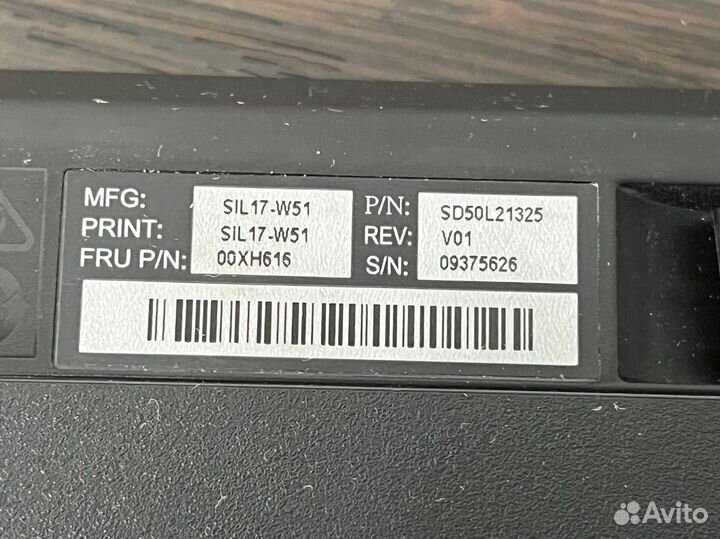 MFG: SIL17-W51 P/N: SD50L21325
PRINT: SIL17-W51 REV: V01
FRU P/N: 00XH616 S/N: 09375626
Avito